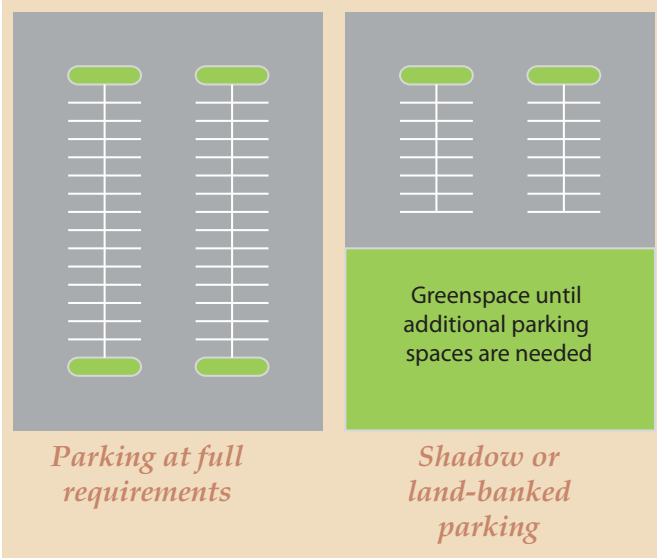 Greenspace until
additional parking
spaces are needed
Parking at full
requirements
Shadow or
land-banked
parking